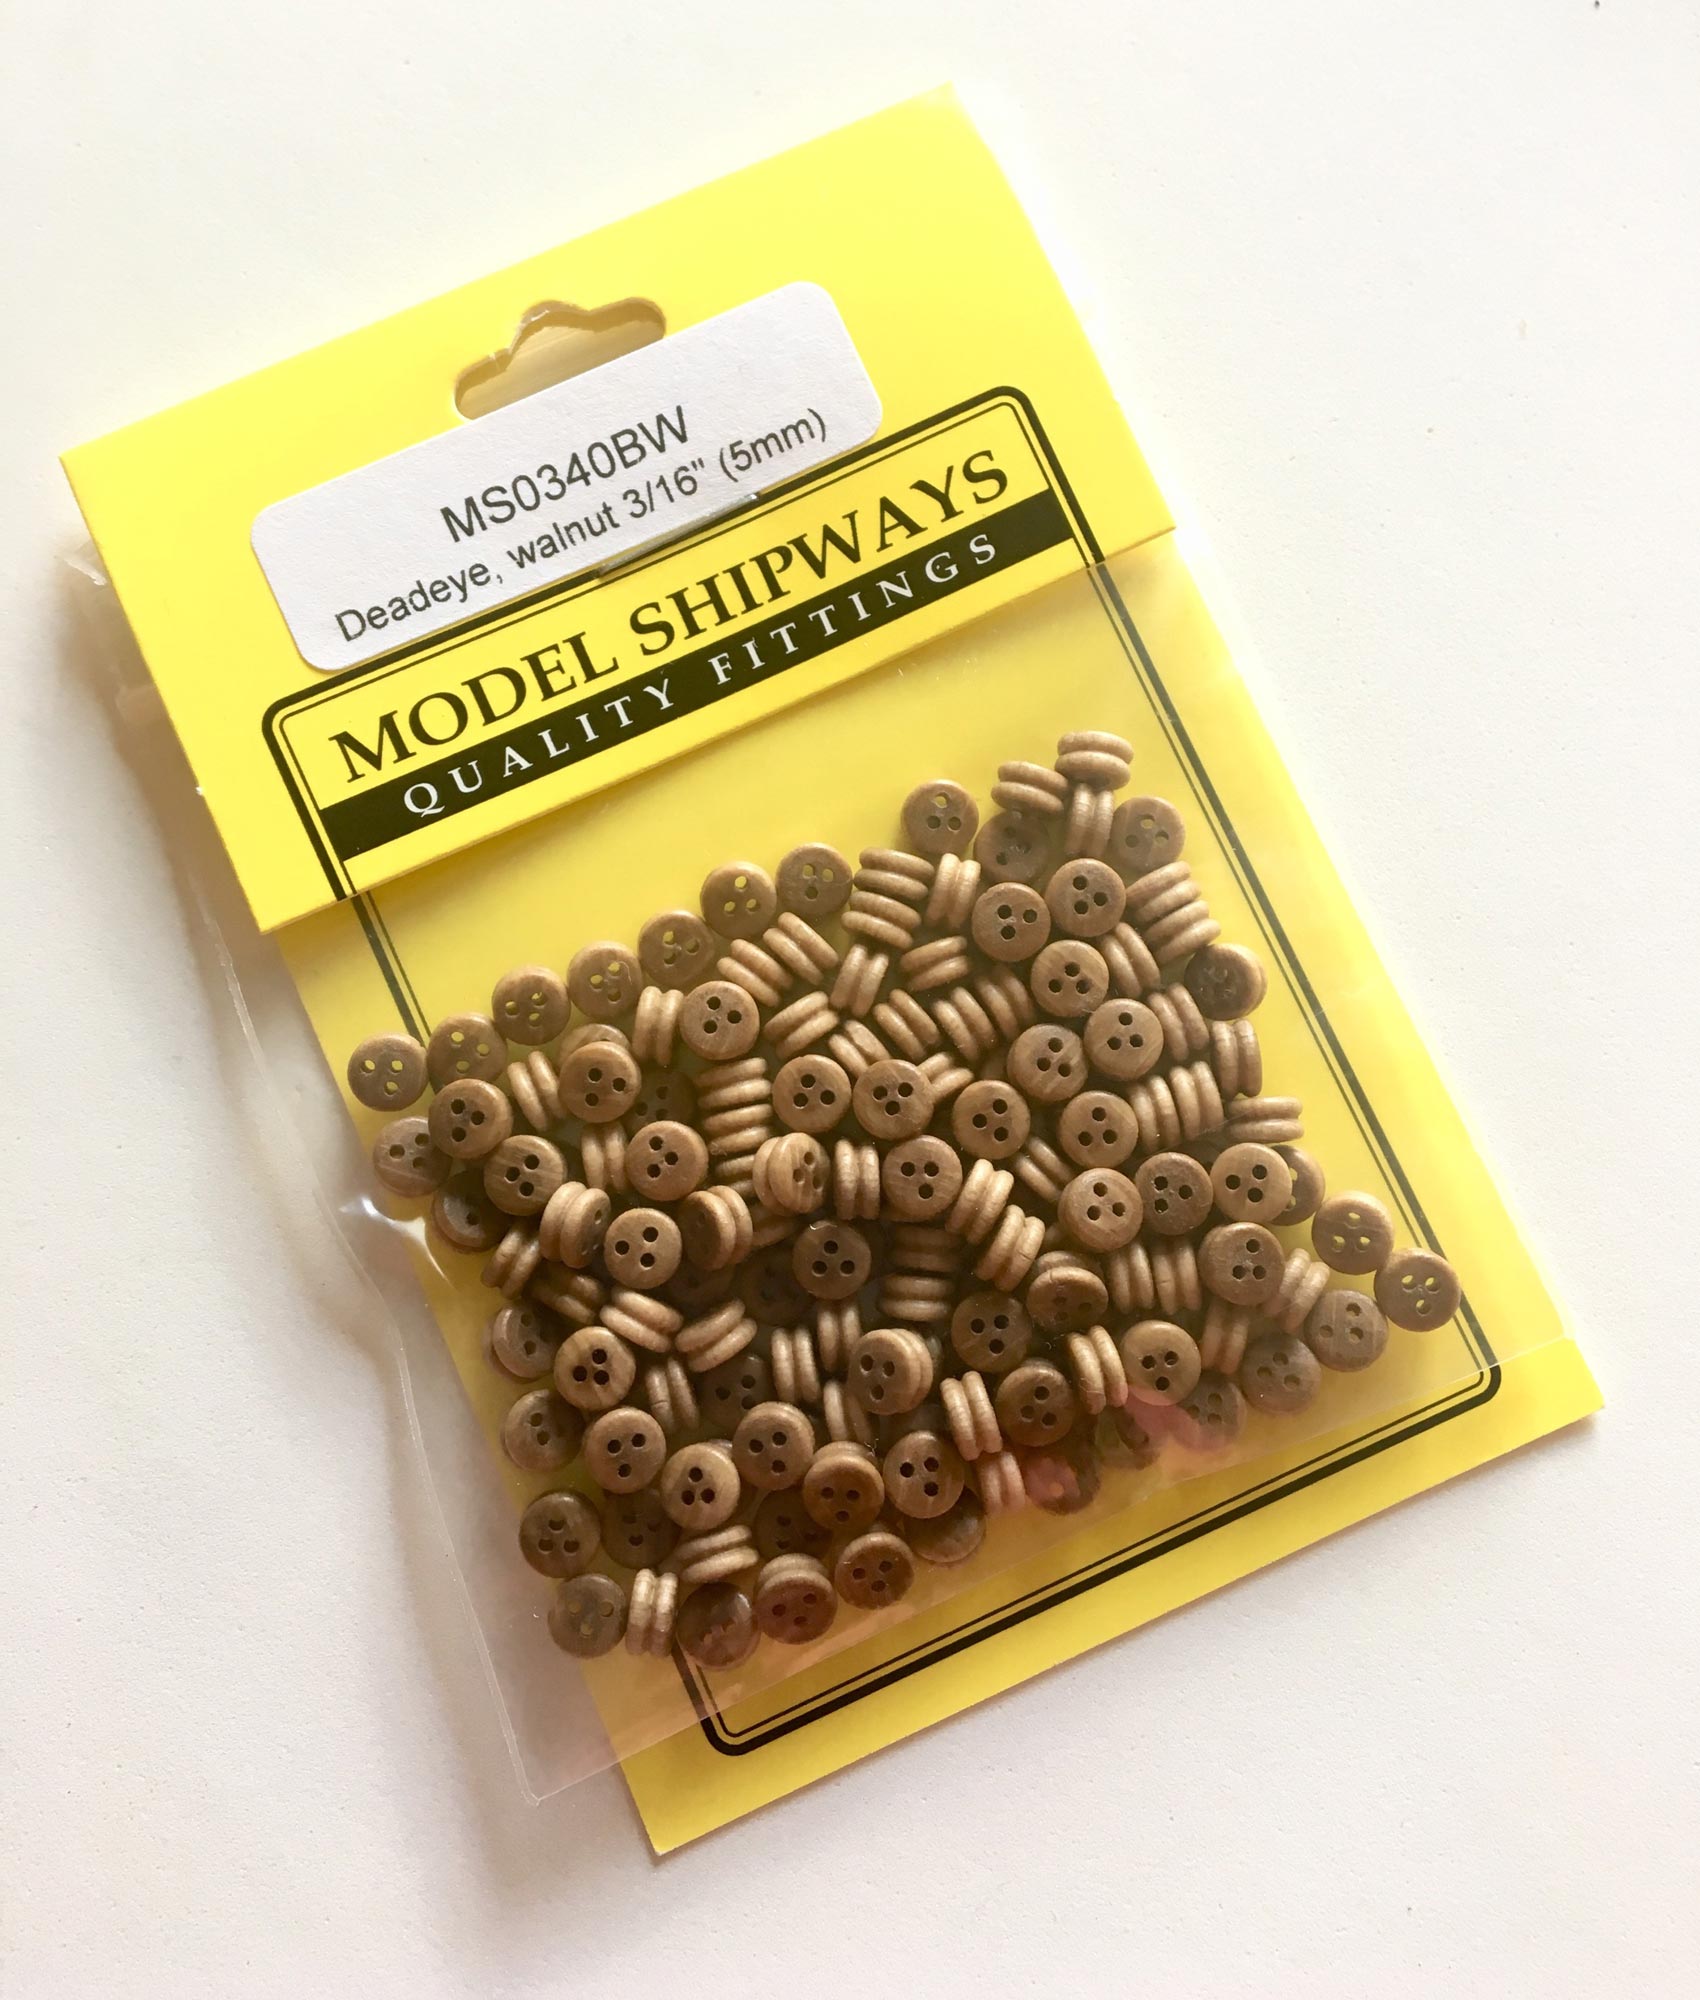 MS0340BW
Deadeye, walnut 3/16" (5mm)
MODEL SHIPWAYS
QUALITY FITTINGS